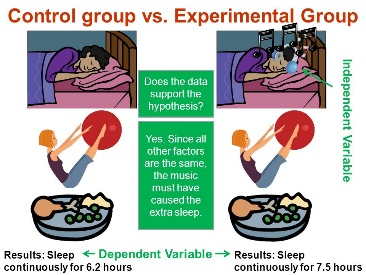 Control group vs. Experimental Group
Does the data
support the
hypothesis?
Independent Variable
Yes. Since all
other factors
are the same,
the music
must have
caused the
extra sleep.
Results: Sleep
continuously for 6.2 hours
Dependent Variable
Results: Sleep
continuously for 7.5 hours